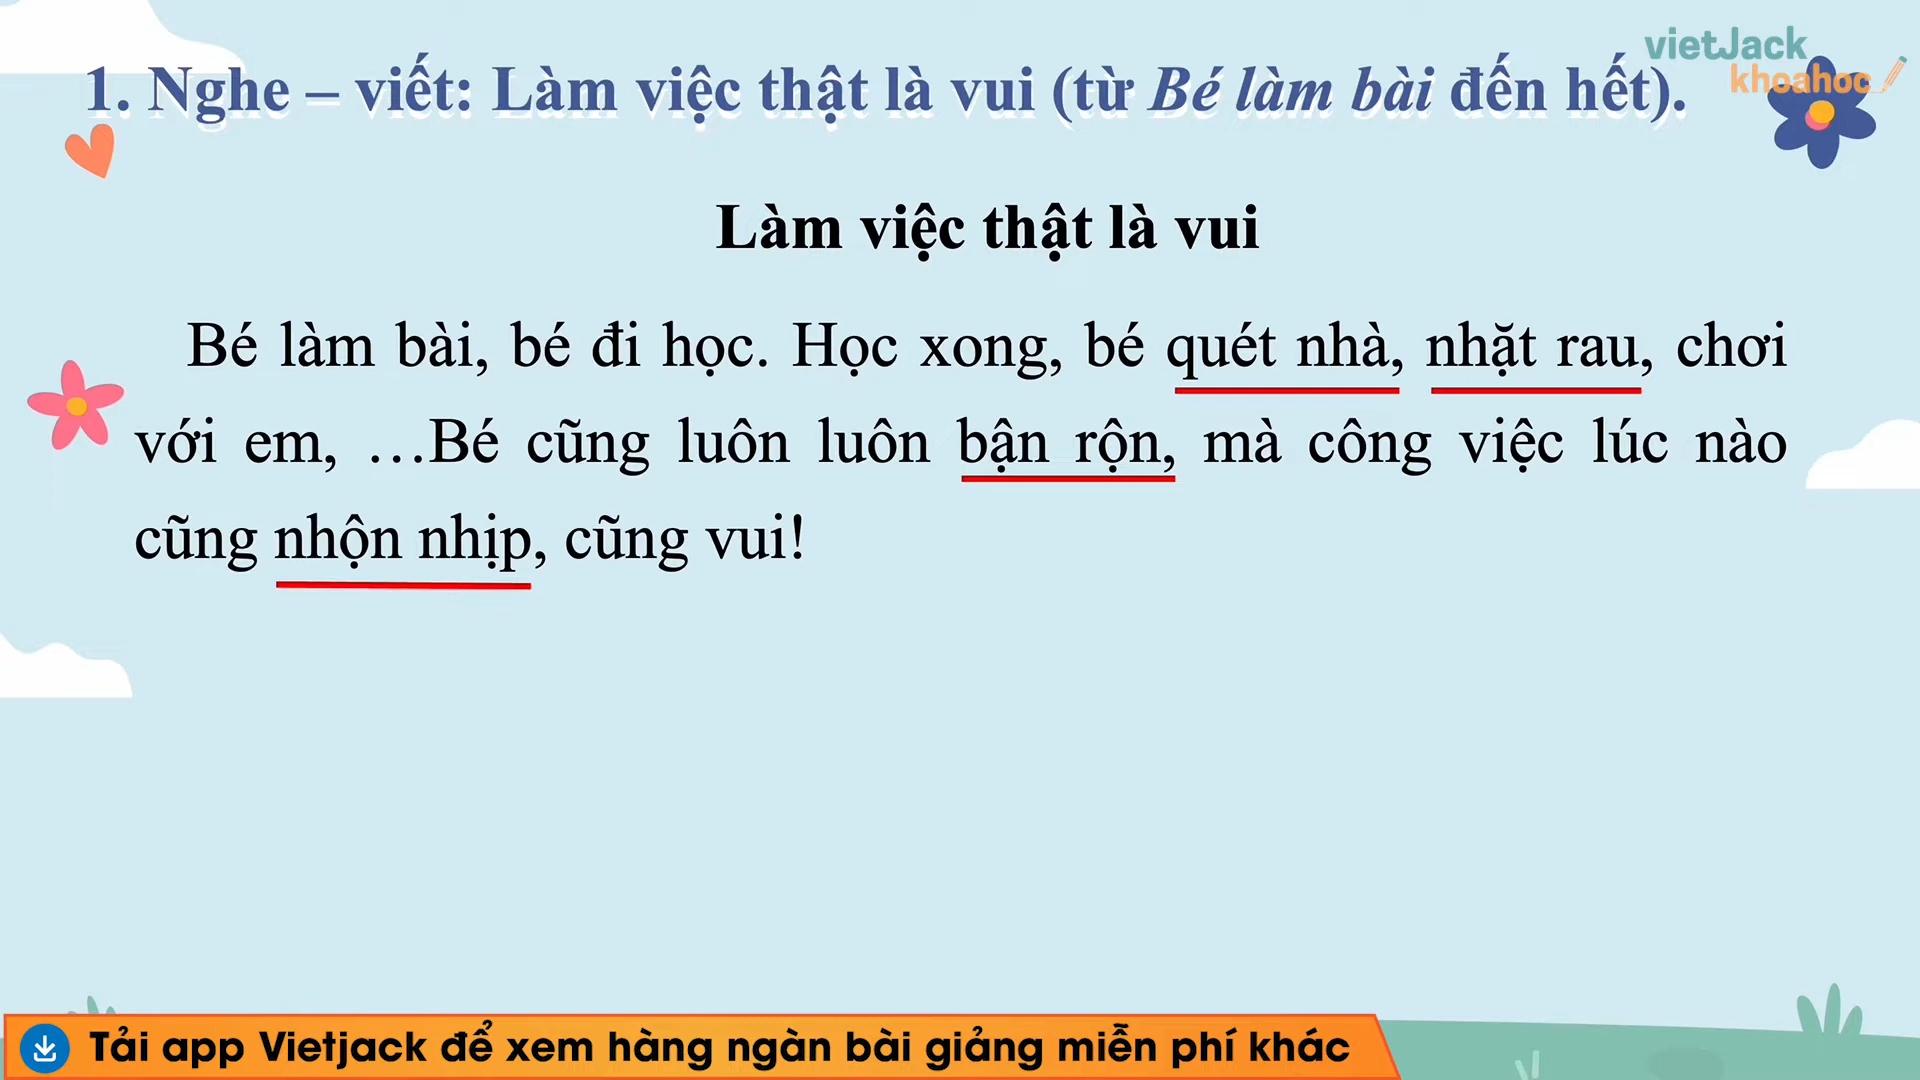 vietJack
khoahoc
1. Nghe – viết: Làm việc thật là vui (từ Bé làm bài đến hết).
Làm việc thật là vui
Bé làm bài, bé đi học. Học xong, bé quét nhà, nhặt rau, chơi
với em, …Bé cũng luôn luôn bận rộn, mà công việc lúc nào
cũng nhộn nhịp, cũng vui!
Tải app Vietjack để xem hàng ngàn bài giảng miễn phí khác